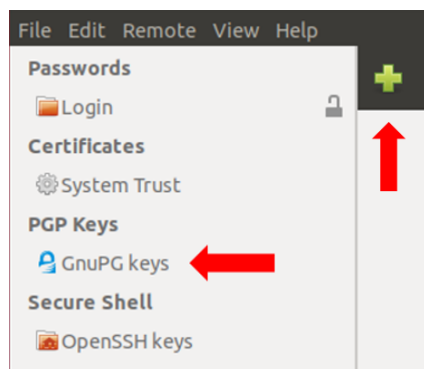 File Edit Remote View Help
Passwords
Login
Certificates
System Trust
PGP Keys
GnuPG keys
Secure Shell
OpenSSH keys